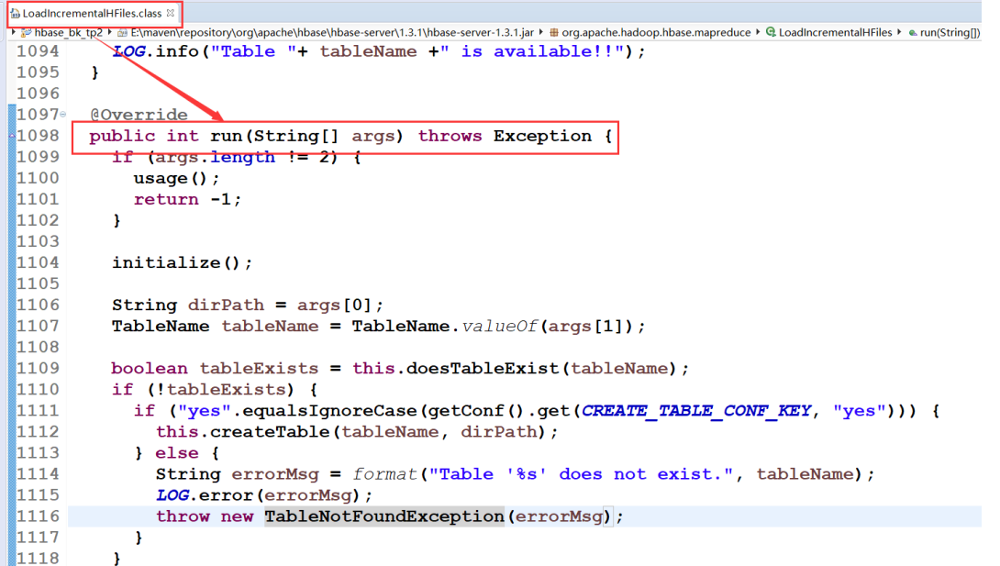 LoadIncrementalHFiles.class
hbase_bk_tp2 E:\maven\repository\org\apache\hbase\hbase-server\1.3.1\hbase-server-1.3.1.jar org.apache.hadoop.hbase.mapreduce LoadIncrementalHFiles run(String[])
1094 LOG.info("Table "+ tableName +" is available!!");
1095 }
1096
1097 @Override
1098 public int run(String[] args) throws Exception {
1099 if (args.length != 2) {
1100 usage();
1101 return -1;
1102 }
1103
1104 initialize();
1105
1106 String dirPath = args[0];
1107 TableName tableName = TableName.valueOf(args[1]);
1108
1109 boolean tableExists = this.doesTableExist(tableName);
1110 if (!tableExists) {
1111 if ("yes".equalsIgnoreCase(getConf().get(CREATE_TABLE_CONF_KEY, "yes"))) {
1112 this.createTable(tableName, dirPath);
1113 } else {
1114 String errorMsg = format("Table '%s' does not exist.", tableName);
1115 LOG.error(errorMsg);
1116 throw new TableNotFoundException(errorMsg);
1117 }
1118 }